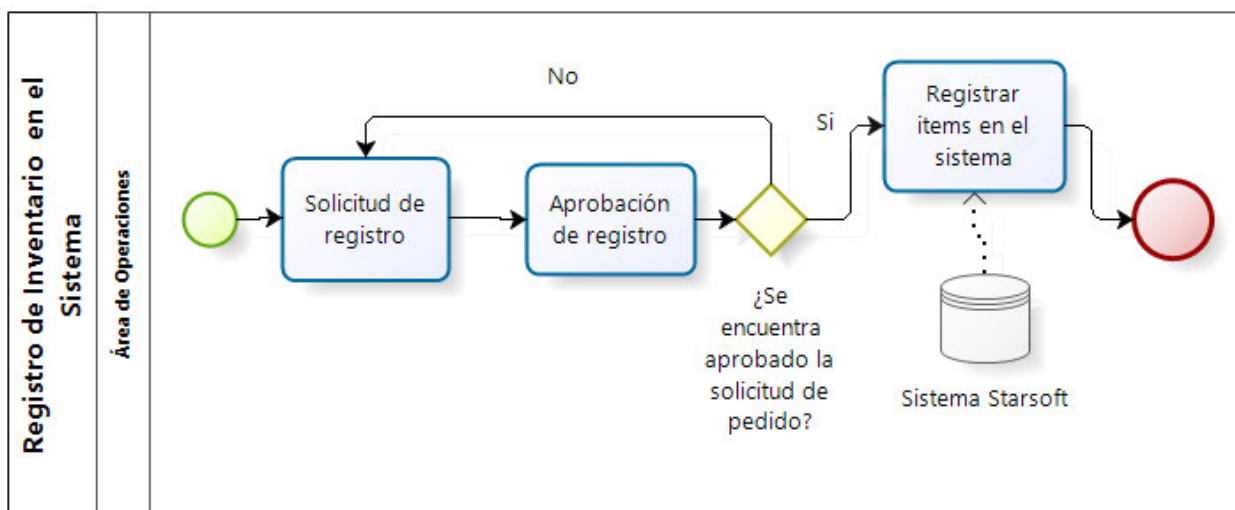 Registro de Inventario en el
Sistema
Área de Operaciones
Solicitud de
registro
Aprobación
de registro
No
¿Se
encuentra
aprobado la
solicitud de
pedido?
Si
Registrar
items en el
sistema
Sistema Starsoft